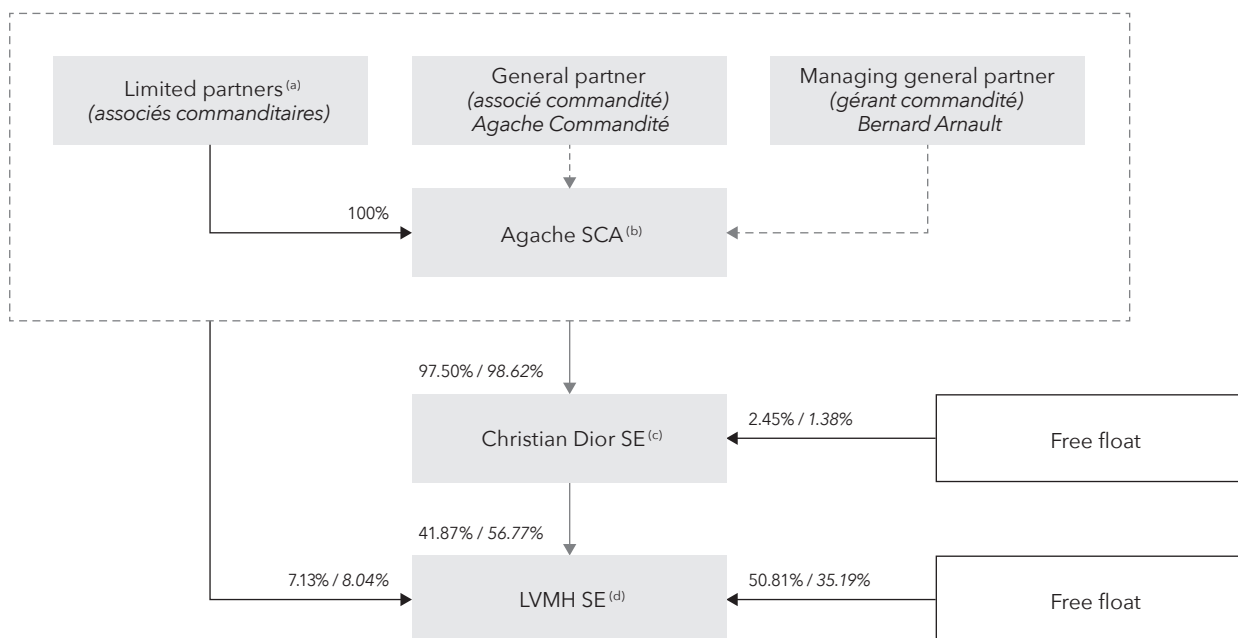 Limited partners (a)
(associés commanditaires)
General partner
(associé commandité)
Agache Commandité
Managing general partner
(gérant commandité)
Bernard Arnault
100%
Agache SCA (b)
97.50% / 98.62%
Christian Dior SE (c)
2.45% / 1.38%
Free float
41.87% / 56.77%
7.13% / 8.04%
LVMH SE (d)
50.81% / 35.19%
Free float